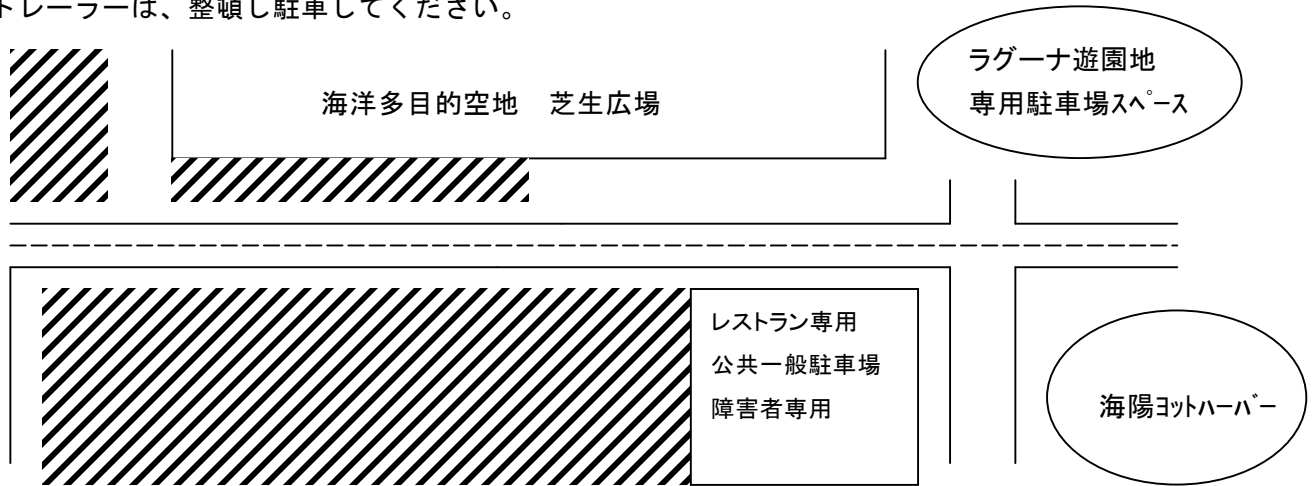 トレーラーは、整頓し駐車してください。
ラグーナ遊園地
専用駐車場スペース
海洋多目的空地　芝生広場
レストラン専用
公共一般駐車場
障害者専用
海陽ヨットハーバー